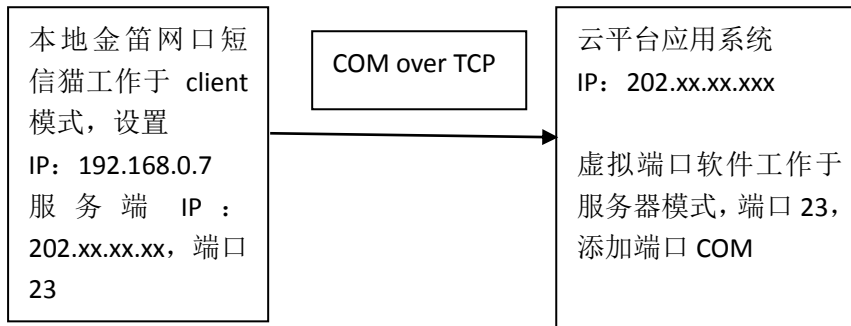 本地金笛网口短
信猫工作于 client
模式，设置
IP：192.168.0.7
服务端 IP：
202.xx.xx.xx，端口
23
COM over TCP
云平台应用系统
IP：202.xx.xx.xxx
虚拟端口软件工作于
服务器模式，端口 23，
添加端口 COM